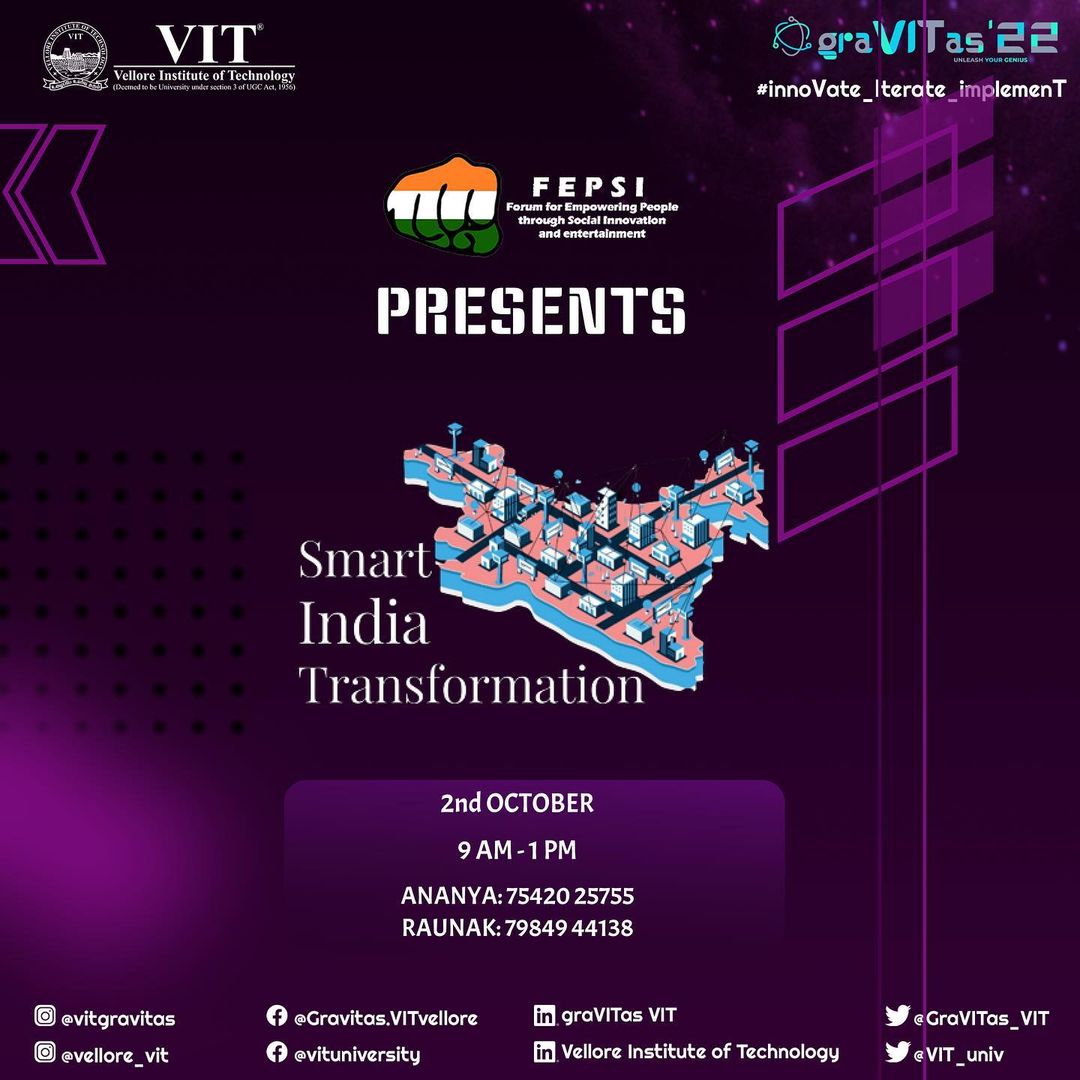 VIT
VIT®
Vellore Institute of Technology
(Deemed to be University under section 3 of UGC Act, 1956)
graVITas'22
UNLEASH YOUR GENIUS
#innoVate_Iterate_implemenT
FEPSI
Forum for Empowering People
through Social Innovation
and entertainment
PRESENTS
Smart
India
Transformation
2nd OCTOBER
9 AM - 1 PM
ANANYA: 75420 25755
RAUNAK: 79849 44138
@vitgravitas
@Gravitas.VITvellore
graVITas VIT
@GraVITas_VIT
@vellore_vit
@vituniversity
Vellore Institute of Technology
@VIT_univ